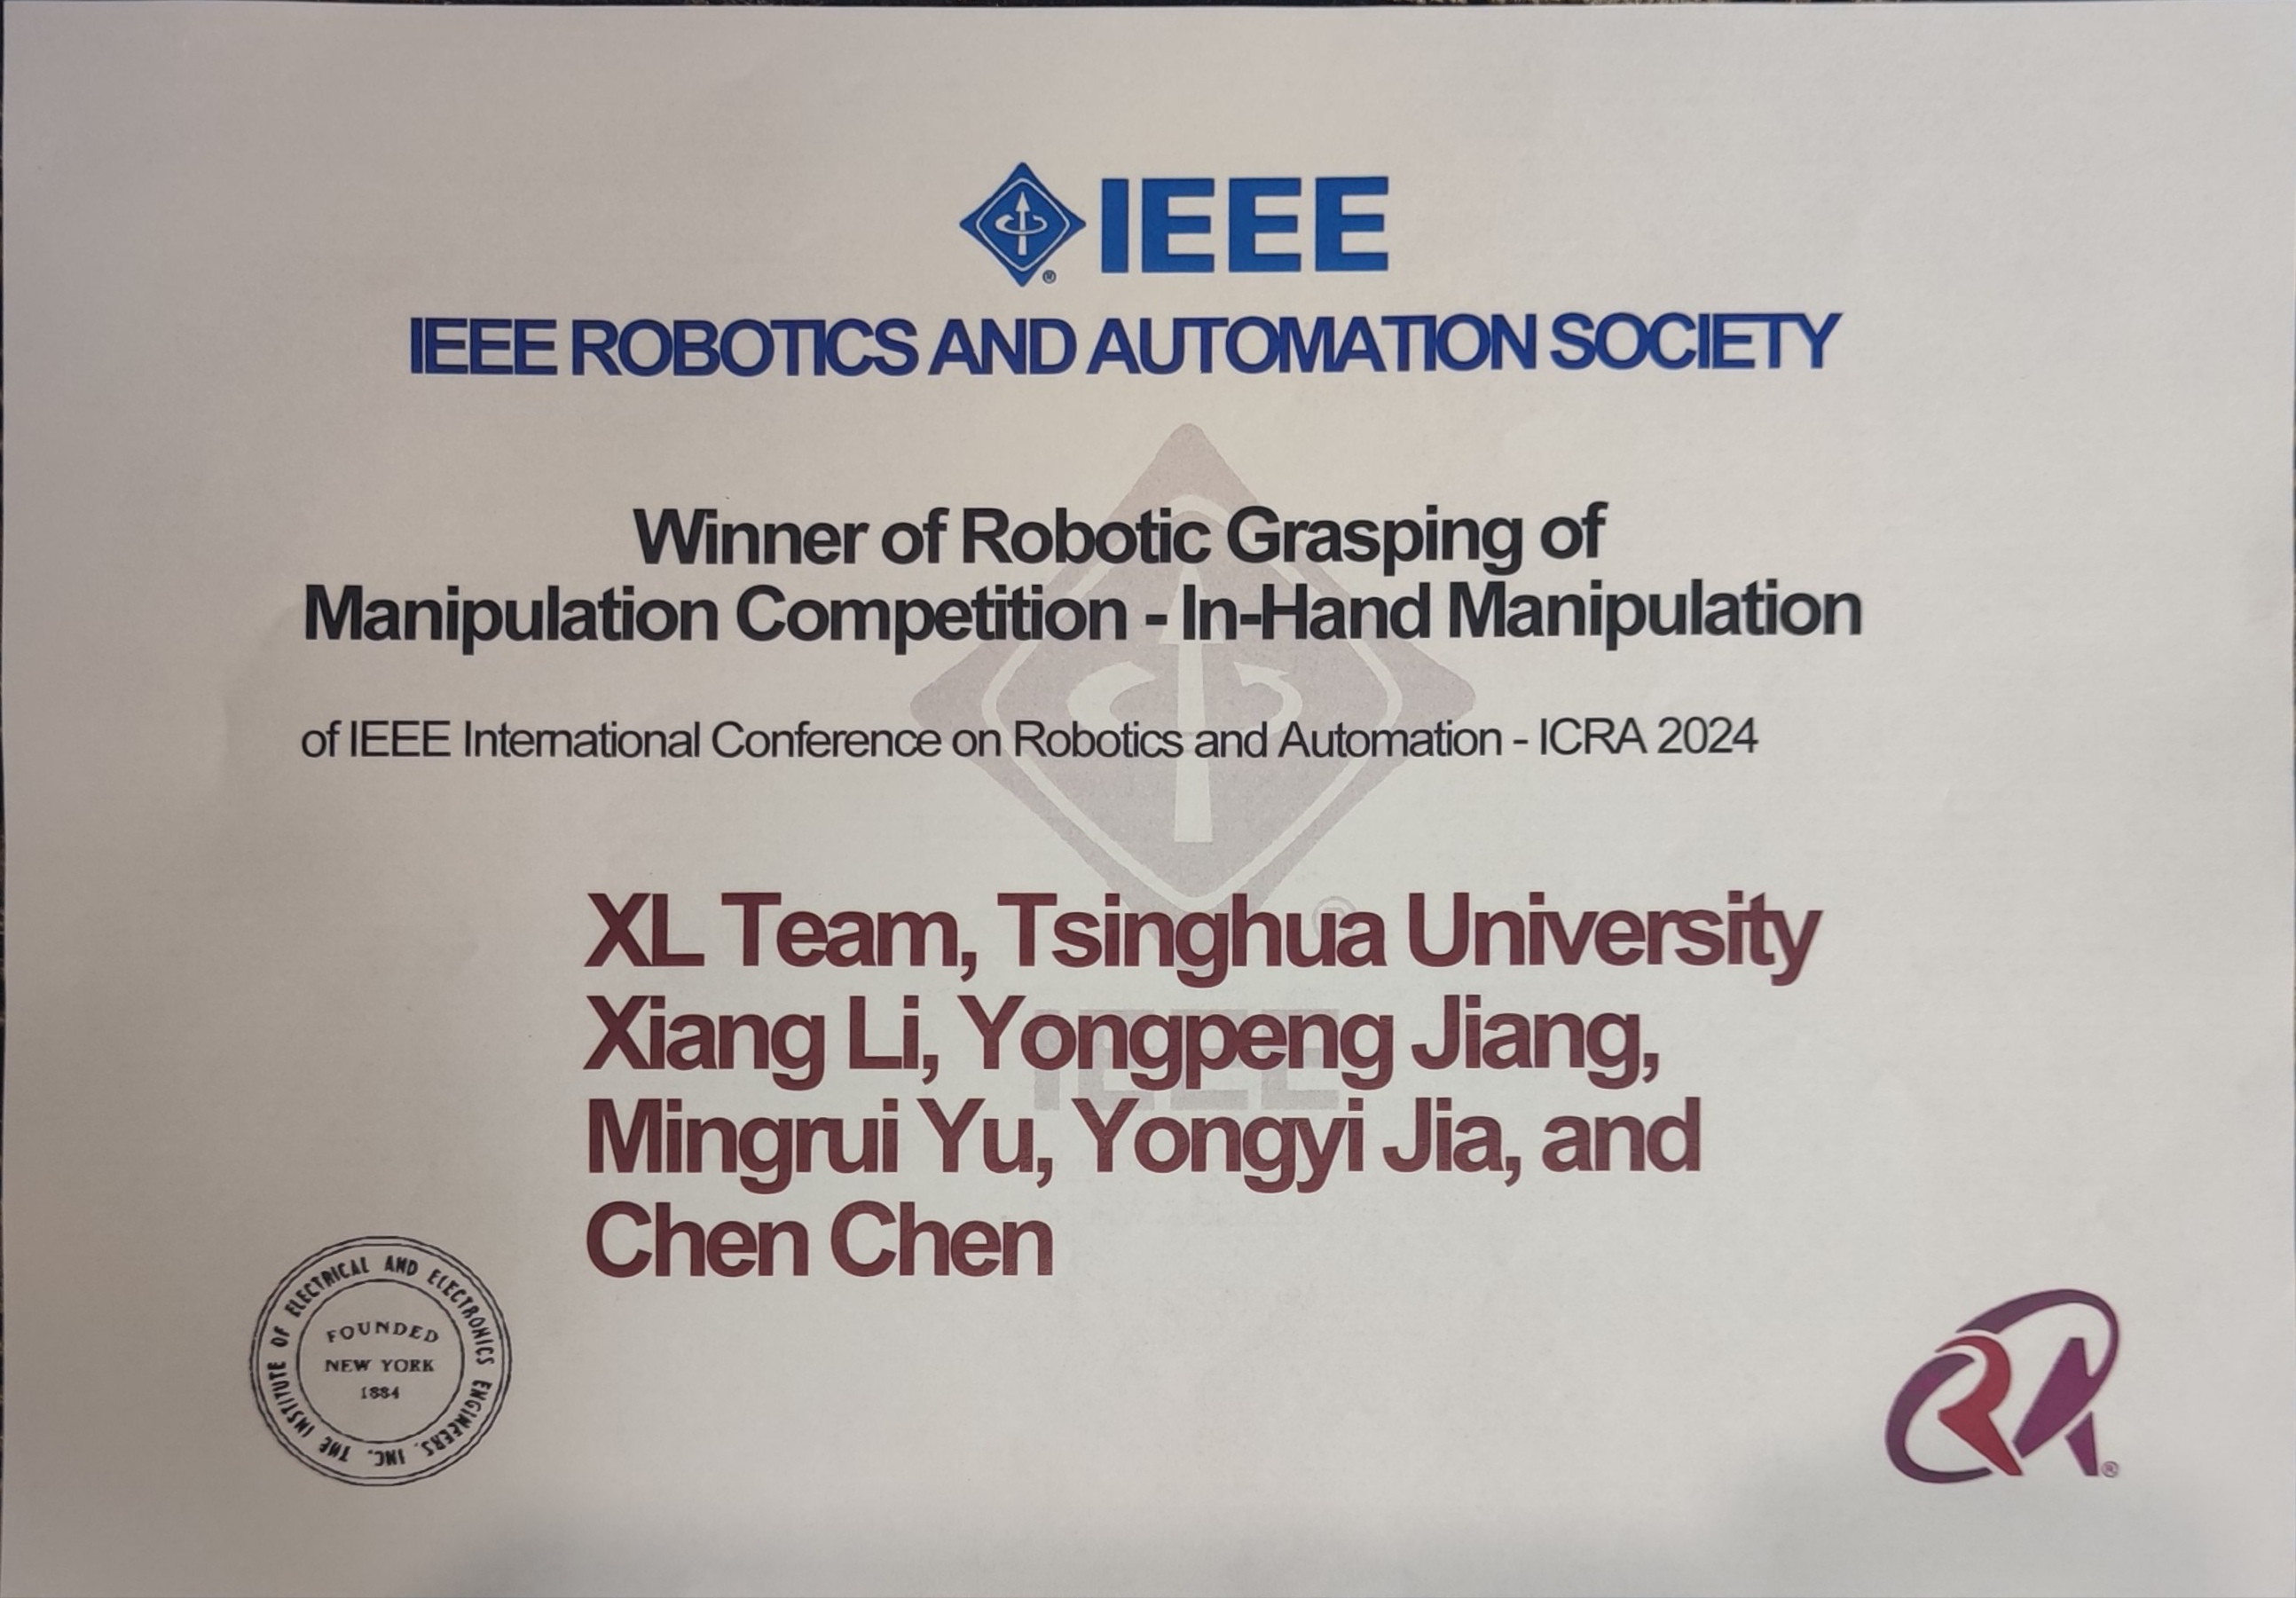 IEEE
IEEE ROBOTICS AND AUTOMATION SOCIETY
Winner of Robotic Grasping of
Manipulation Competition - In-Hand Manipulation
of IEEE International Conference on Robotics and Automation - ICRA 2024
XL Team, Tsinghua University
Xiang Li, Yongpeng Jiang,
Mingrui Yu, Yongyi Jia, and
Chen Chen
IEEE
THE INSTITUTE OF ELECTRICAL AND ELECTRONICS ENGINEERS, INC.
FOUNDED
NEW YORK
1884
RA